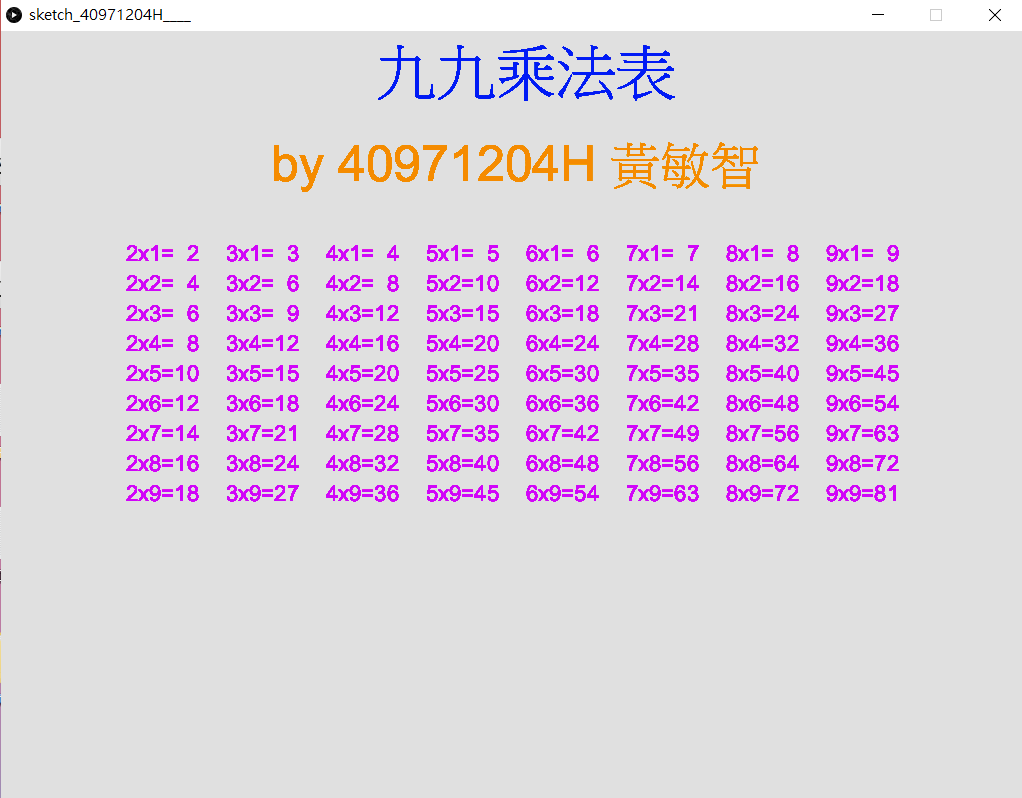 sketch_40971204H____
九九乘法表
by 40971204H 黃敏智
2x1= 2 3x1= 3 4x1= 4 5x1= 5 6x1= 6 7x1= 7 8x1= 8 9x1= 9
2x2= 4 3x2= 6 4x2= 8 5x2=10 6x2=12 7x2=14 8x2=16 9x2=18
2x3= 6 3x3= 9 4x3=12 5x3=15 6x3=18 7x3=21 8x3=24 9x3=27
2x4= 8 3x4=12 4x4=16 5x4=20 6x4=24 7x4=28 8x4=32 9x4=36
2x5=10 3x5=15 4x5=20 5x5=25 6x5=30 7x5=35 8x5=40 9x5=45
2x6=12 3x6=18 4x6=24 5x6=30 6x6=36 7x6=42 8x6=48 9x6=54
2x7=14 3x7=21 4x7=28 5x7=35 6x7=42 7x7=49 8x7=56 9x7=63
2x8=16 3x8=24 4x8=32 5x8=40 6x8=48 7x8=56 8x8=64 9x8=72
2x9=18 3x9=27 4x9=36 5x9=45 6x9=54 7x9=63 8x9=72 9x9=81